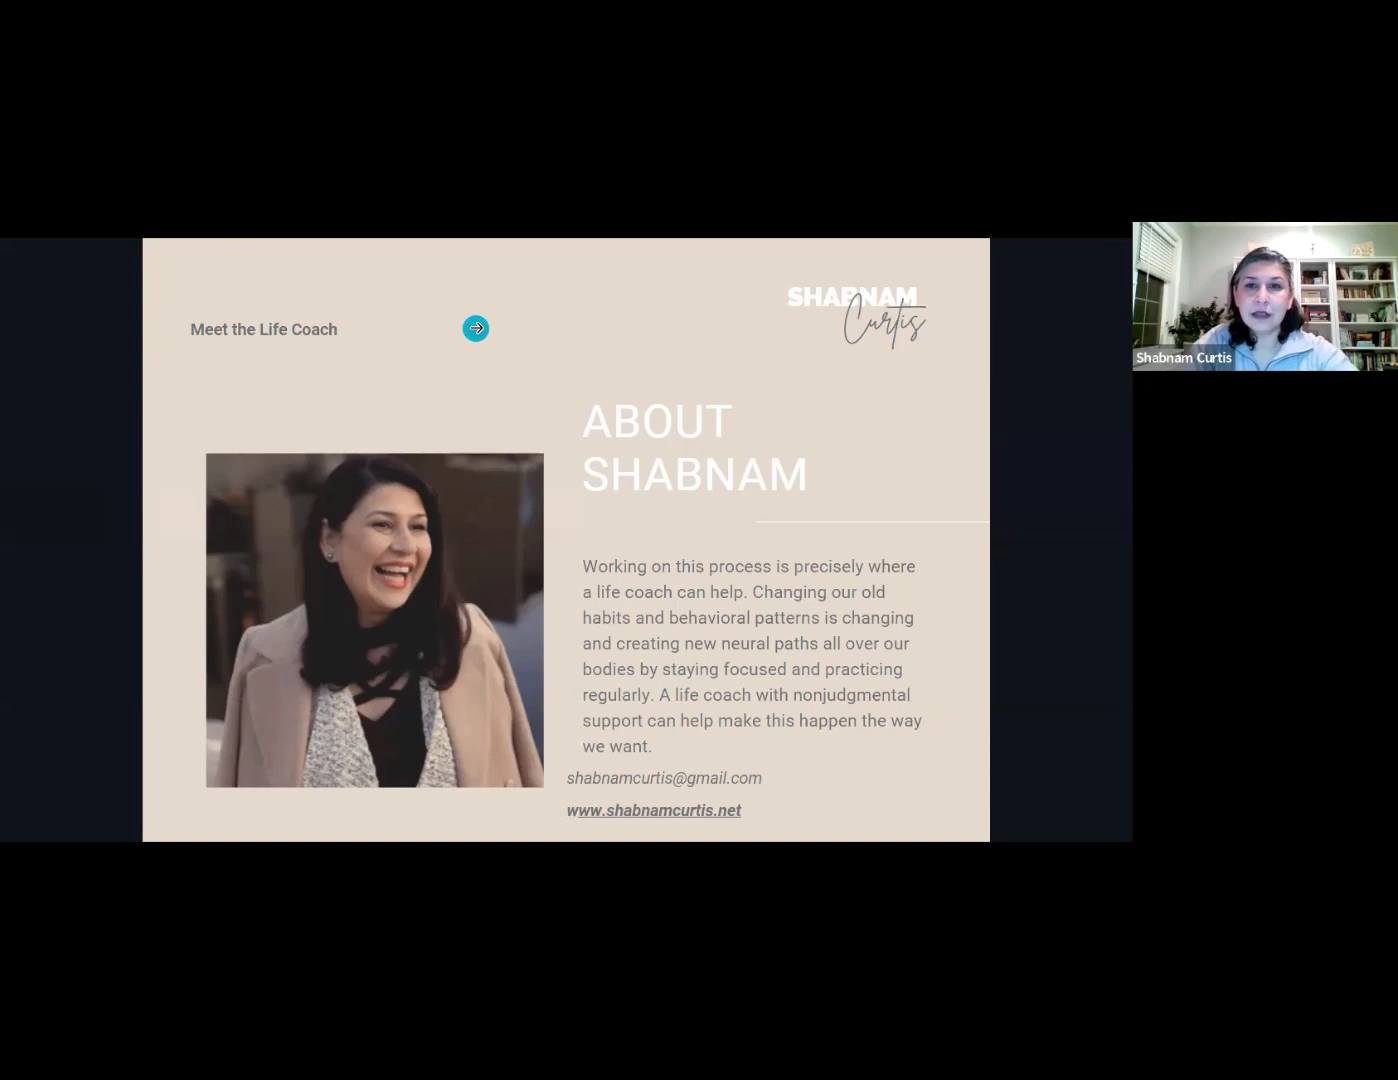 Meet the Life Coach
SHABNAM
Curtis
ABOUT
SHABNAM
Working on this process is precisely where
a life coach can help. Changing our old
habits and behavioral patterns is changing
and creating new neural paths all over our
bodies by staying focused and practicing
regularly. A life coach with nonjudgmental
support can help make this happen the way
we want.
shabnamcurtis@gmail.com
www.shabnamcurtis.net
Shabnam Curtis